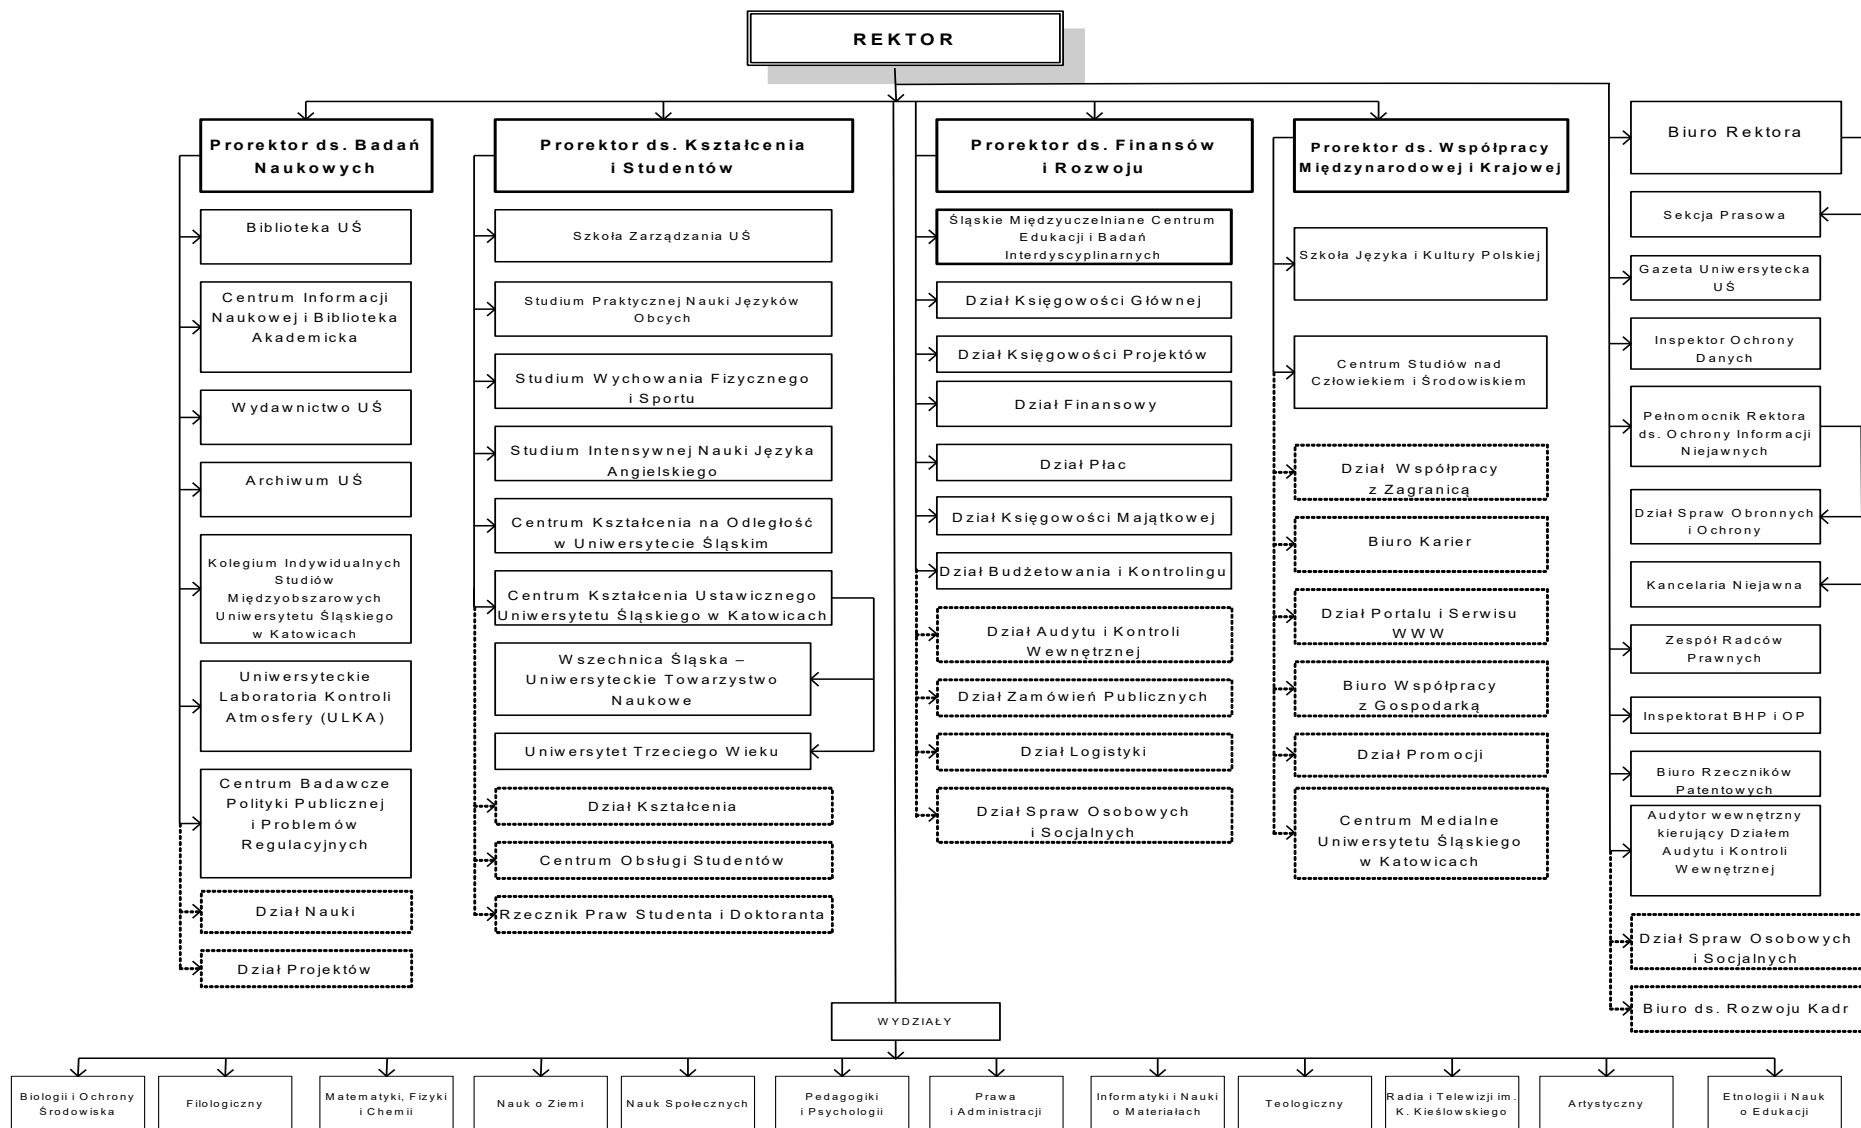 REKTOR
Prorektor ds. Badań
Naukowych
Biblioteka UŚ
Centrum Informacji
Naukowej i Biblioteka
Akademicka
Wydawnictwo UŚ
Archiwum UŚ
Kolegium Indywidualnych
Studiów
Międzyobszarowych
Uniwersytetu Śląskiego
w Katowicach
Uniwersyteckie
Laboratoria Kontroli
Atmosfery (ULKA)
Centrum Badawcze
Polityki Publicznej
i Problemów
Regulacyjnych
Dział Nauki
Dział Projektów
Prorektor ds. Kształcenia
i Studentów
Szkoła Zarządzania UŚ
Studium Praktycznej Nauki Języków
Obcych
Studium Wychowania Fizycznego
i Sportu
Studium Intensywnej Nauki Języka
Angielskiego
Centrum Kształcenia na Odległość
w Uniwersytecie Śląskim
Centrum Kształcenia Ustawicznego
Uniwersytetu Śląskiego w Katowicach
Wszechnica Śląska –
Uniwersyteckie Towarzystwo
Naukowe
Uniwersytet Trzeciego Wieku
Dział Kształcenia
Centrum Obsługi Studentów
Rzecznik Praw Studenta i Doktoranta
Prorektor ds. Finansów
i Rozwoju
Śląskie Międzyuczelniane Centrum
Edukacji i Badań
Interdyscyplinarnych
Dział Księgowości Głównej
Dział Księgowości Projektów
Dział Finansowy
Dział Płac
Dział Księgowości Majątkowej
Dział Budżetowania i Kontrolingu
Dział Audytu i Kontroli
Wewnętrznej
Dział Zamówień Publicznych
Dział Logistyki
Dział Spraw Osobowych
i Socjalnych
Prorektor ds. Współpracy
Międzynarodowej i Krajowej
Szkoła Języka i Kultury Polskiej
Centrum Studiów nad
Człowiekiem i Środowiskiem
Dział Współpracy
z Zagranicą
Biuro Karier
Dział Portalu i Serwisu
WWW
Biuro Współpracy
z Gospodarką
Dział Promocji
Centrum Medialne
Uniwersytetu Śląskiego
w Katowicach
Biuro Rektora
Sekcja Prasowa
Gazeta Uniwersytecka
UŚ
Inspektor Ochrony
Danych
Pełnomocnik Rektora
ds. Ochrony Informacji
Niejawnych
Dział Spraw Obronnych
i Ochrony
Kancelaria Niejawna
Zespół Radców
Prawnych
Inspektorat BHP i OP
Biuro Rzeczników
Patentowych
Audytor wewnętrzny
kierujący Działem
Audytu i Kontroli
Wewnętrznej
Dział Spraw Osobowych
i Socjalnych
Biuro ds. Rozwoju Kadr
WYDZIAŁY
Biologii i Ochrony
Środowiska
Filologiczny
Matematyki, Fizyki
i Chemii
Nauk o Ziemi
Nauk Społecznych
Pedagogiki
i Psychologii
Prawa
i Administracji
Informatyki i Nauki
o Materiałach
Teologiczny
Radia i Telewizji im.
K. Kieślowskiego
Artystyczny
Etnologii i Nauk
o Edukacji